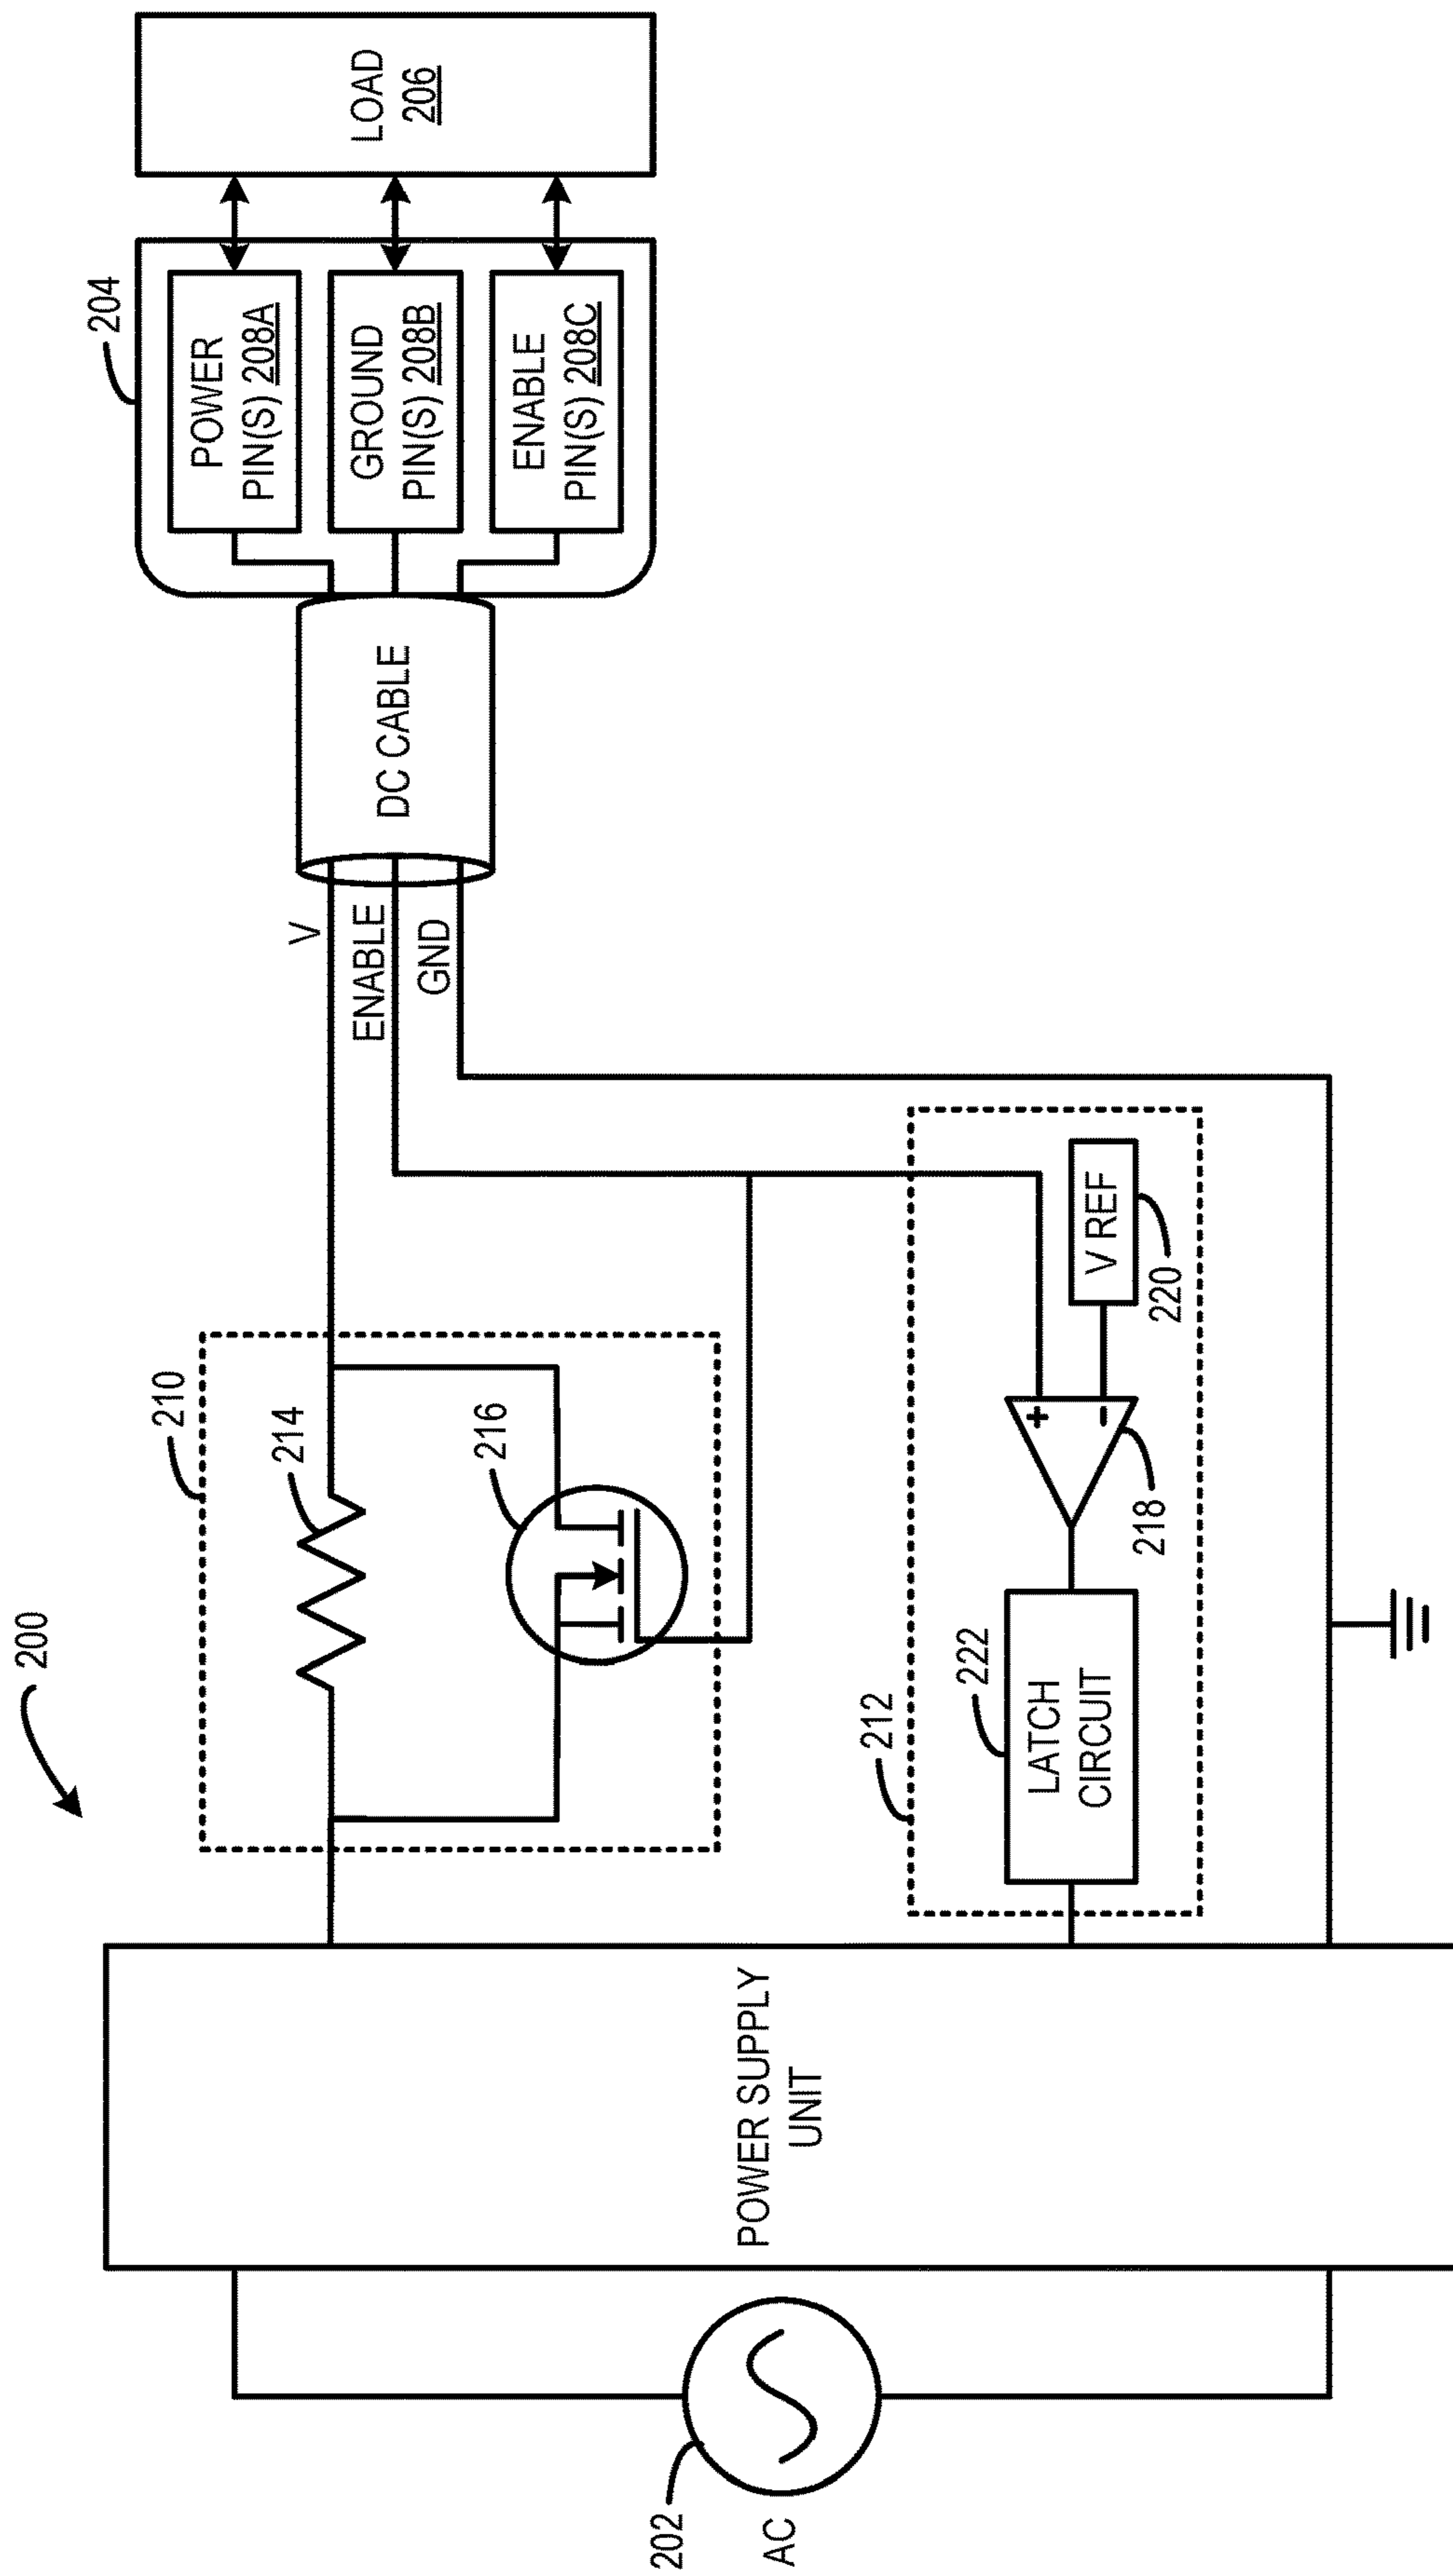 200
202
AC
POWER SUPPLY
UNIT
210
214
216
212
222
LATCH
CIRCUIT
+
−
218
V REF
220
V
ENABLE
GND
DC CABLE
204
POWER
PIN(S) 208A
GROUND
PIN(S) 208B
ENABLE
PIN(S) 208C
LOAD
206